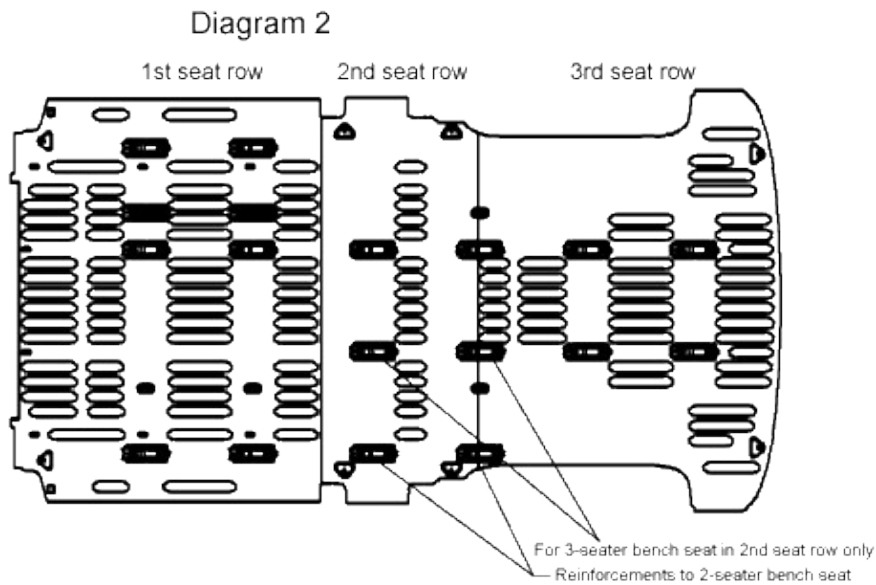 Diagram 2
1st seat row 2nd seat row 3rd seat row
For 3-seater bench seat in 2nd seat row only
Reinforcements to 2-seater bench seat